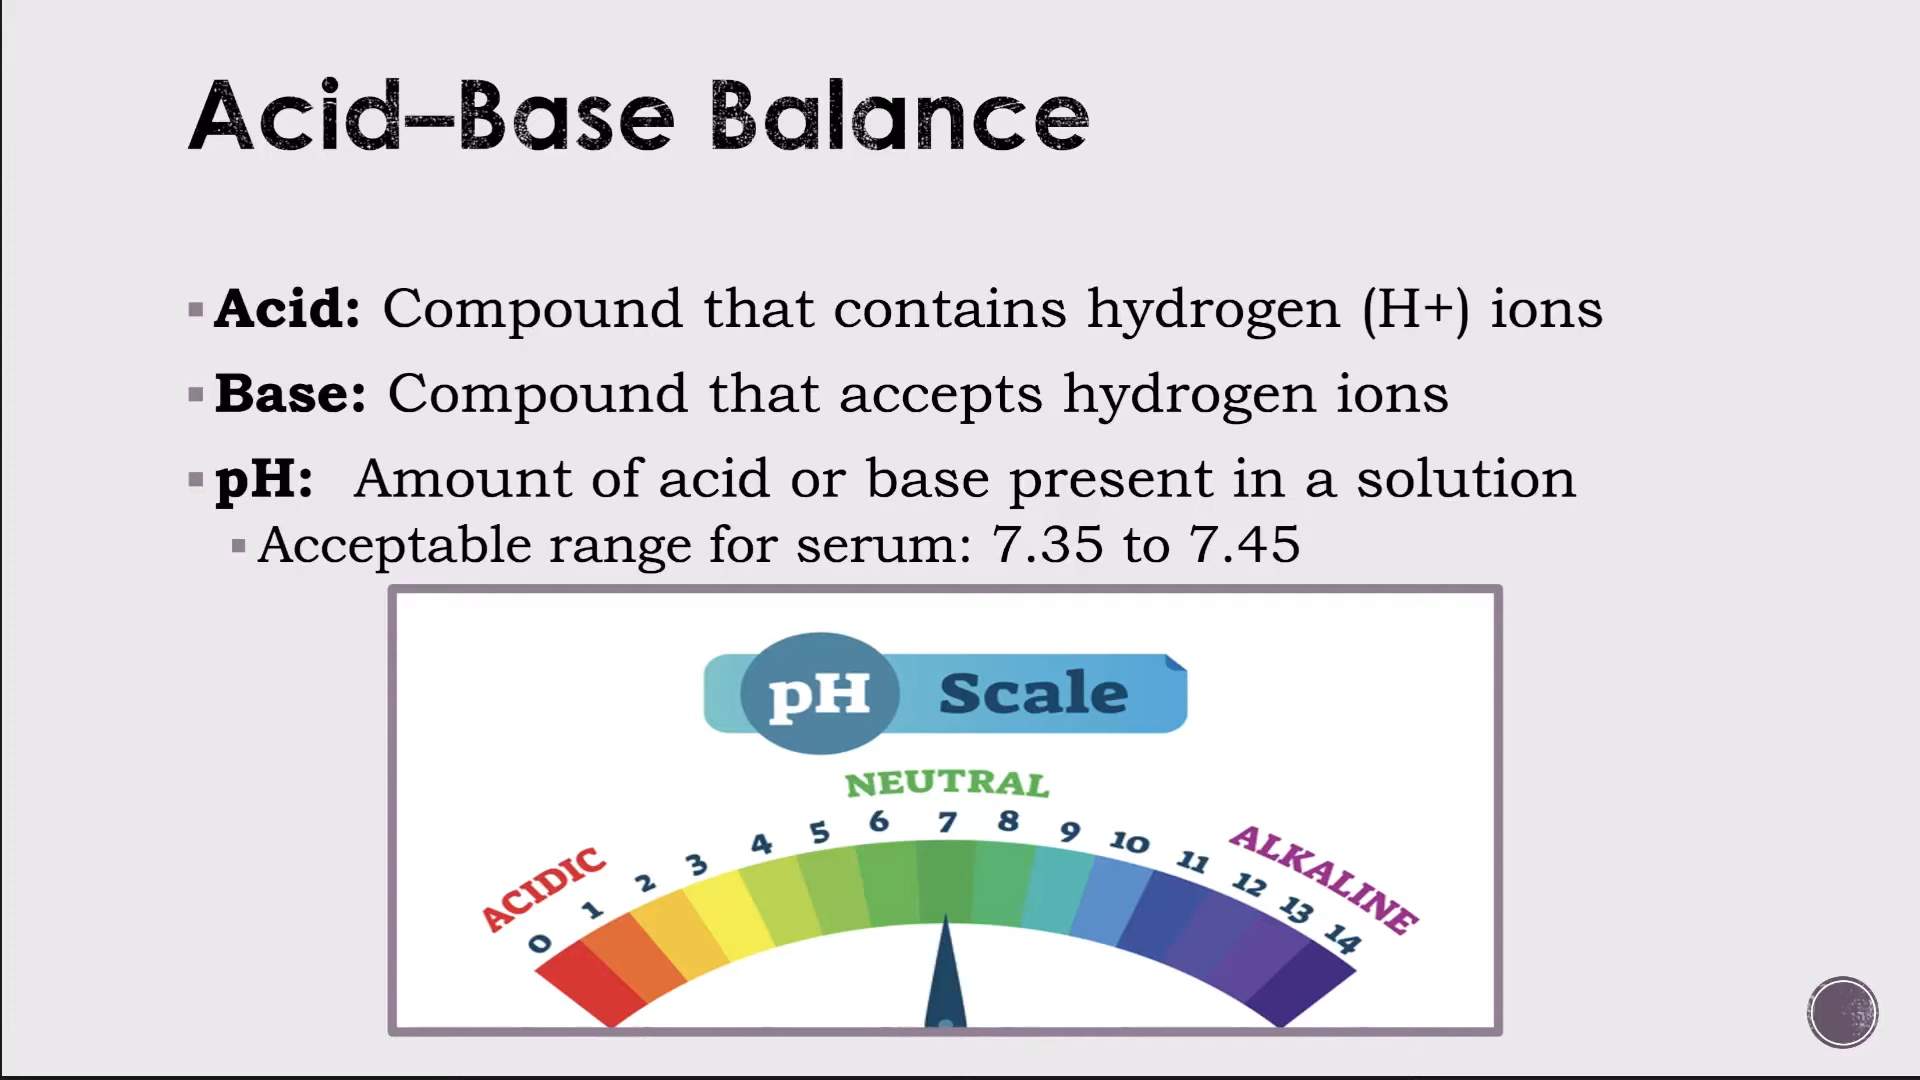 Acid–Base Balance
▪ Acid: Compound that contains hydrogen (H+) ions
▪ Base: Compound that accepts hydrogen ions
▪ pH: Amount of acid or base present in a solution
▪ Acceptable range for serum: 7.35 to 7.45
pH Scale
NEUTRAL
ACIDIC
ALKALINE
0 1 2 3 4 5 6 7 8 9 10 11 12 13 14